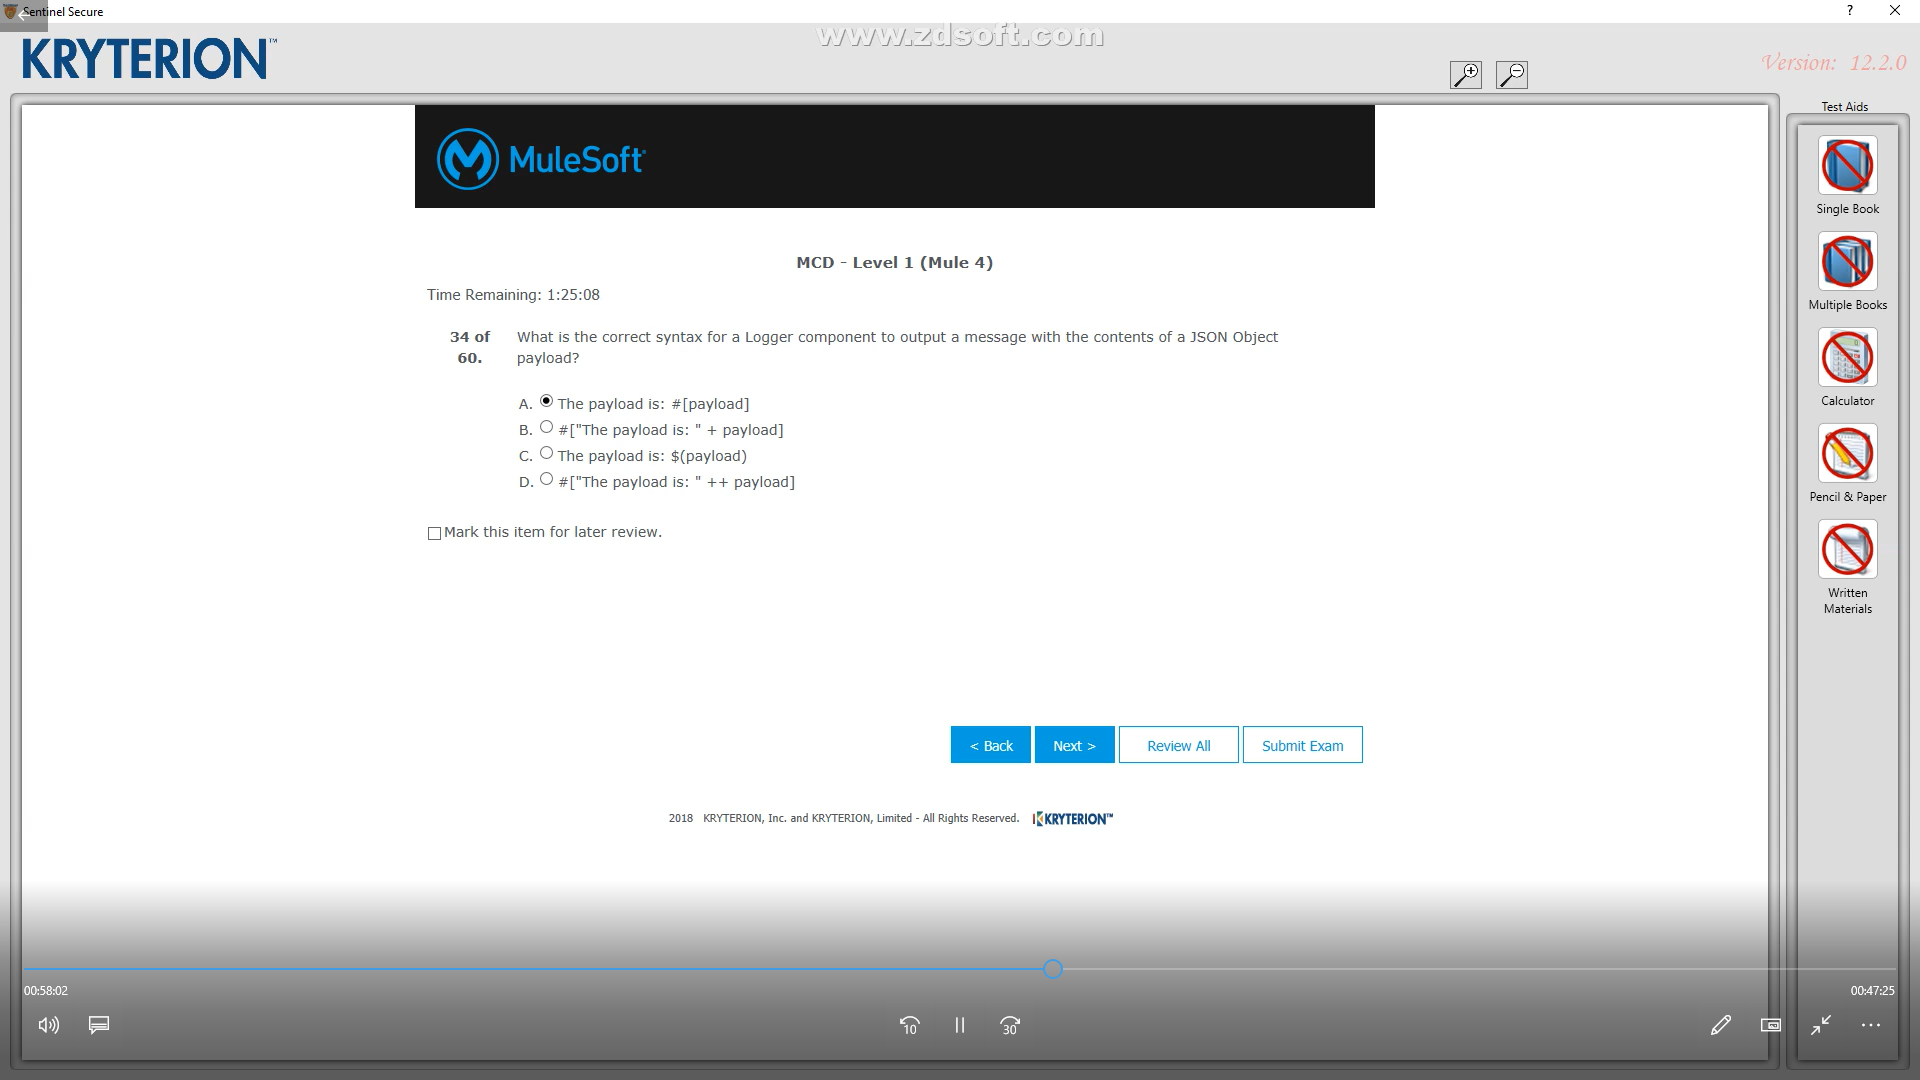 Sentinel Secure
www.zdsoft.com
KRYTERION™
Version: 12.2.0
Test Aids
MuleSoft
Single Book
MCD - Level 1 (Mule 4)
Time Remaining: 1:25:08
Multiple Books
34 of 60. What is the correct syntax for a Logger component to output a message with the contents of a JSON Object
payload?
A. The payload is: #[payload]
B. #["The payload is: " + payload]
C. The payload is: $(payload)
D. #["The payload is: " ++ payload]
Calculator
Pencil & Paper
Mark this item for later review.
Written
Materials
< Back Next > Review All Submit Exam
2018 KRYTERION, Inc. and KRYTERION, Limited - All Rights Reserved. KRYTERION™
00:58:02 00:47:25
10 30